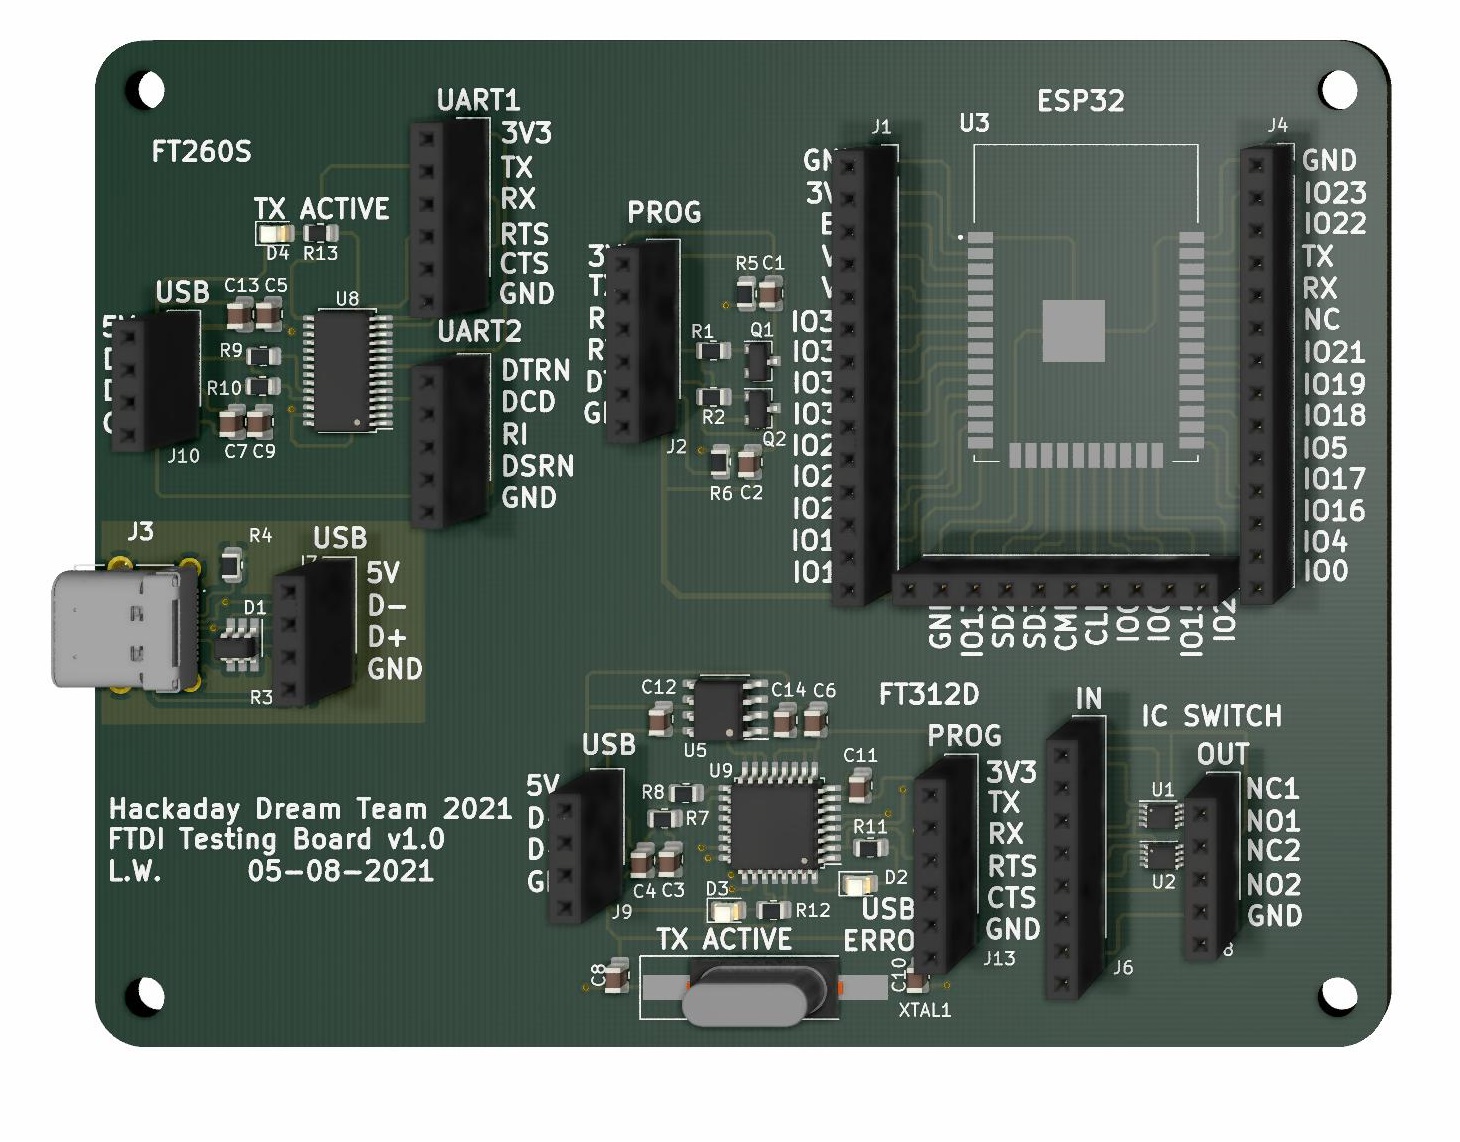 UART1
3V3
TX
RX
RTS
CTS
GND
FT260S
TX ACTIVE
D4 R13
USB
C13 C5
U8
R9
R10
C7 C9
J10
UART2
DTRN
DCD
RI
DSRN
GND
PROG
J2
R5 C1
R1
Q1
R2
Q2
R6 C2
ESP32
J1
U3
J4
GND
IO23
IO22
TX
RX
NC
IO21
IO19
IO18
IO5
IO17
IO16
IO4
IO0
IO15
IO2
J3
R4
USB
5V
D-
D+
GND
D1
R3
Hackaday Dream Team 2021
FTDI Testing Board v1.0
L.W. 05-08-2021
C12
C14 C6
U5
USB
5V
U9
R8
R7
C4 C3
J9
C11
R11
D3
R12
D2
USB
TX ACTIVE
C8
C10
XTAL1
FT312D
PROG
3V3
TX
RX
RTS
CTS
GND
J13
IN
J6
IC SWITCH
OUT
U1
U2
NC1
NO1
NC2
NO2
GND